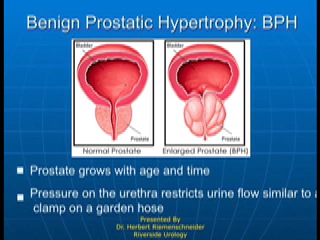 Benign Prostatic Hypertrophy: BPH
Bladder
Bladder
Prostate
Prostate
Normal Prostate
Enlarged Prostate (BPH)
Prostate grows with age and time
Pressure on the urethra restricts urine flow similar to a
clamp on a garden hose
Presented By
Dr. Herbert Riemenschneider
Riverside Urology